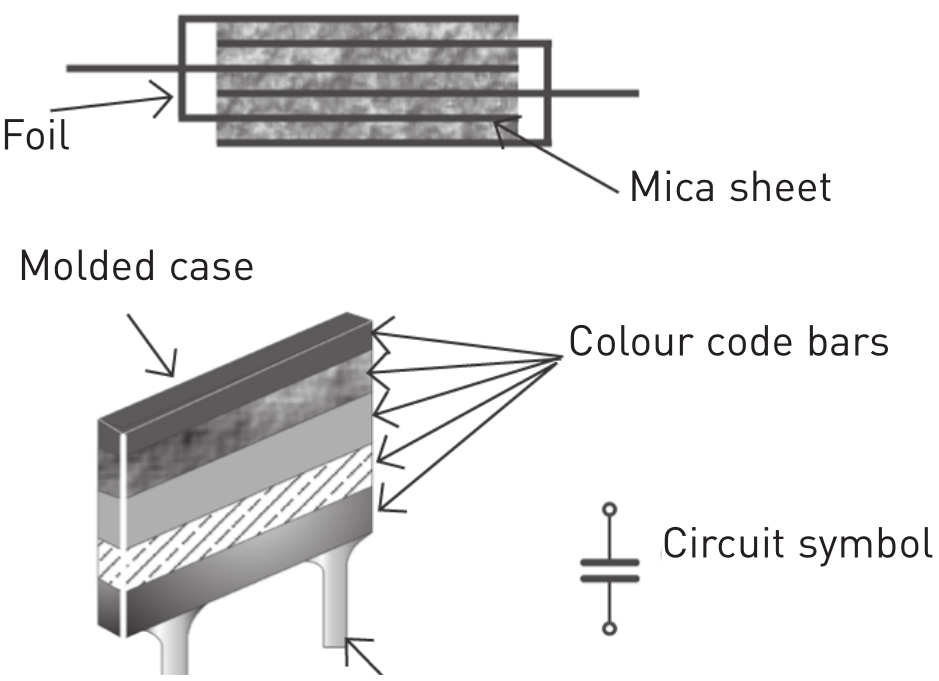 Foil
Mica sheet
Molded case
Colour code bars
Circuit symbol